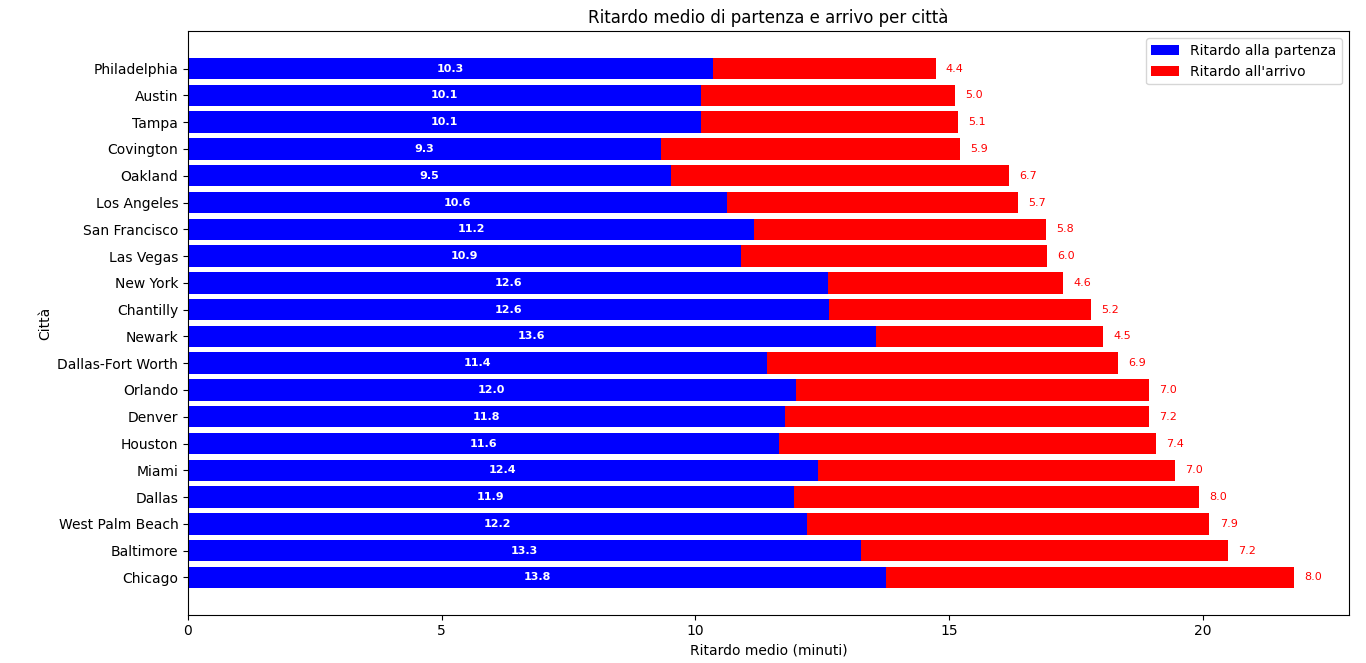 Ritardo medio di partenza e arrivo per città
Ritardo alla partenza
Ritardo all'arrivo
Città
Philadelphia 10.3 4.4
Austin 10.1 5.0
Tampa 10.1 5.1
Covington 9.3 5.9
Oakland 9.5 6.7
Los Angeles 10.6 5.7
San Francisco 11.2 5.8
Las Vegas 10.9 6.0
New York 12.6 4.6
Chantilly 12.6 5.2
Newark 13.6 4.5
Dallas-Fort Worth 11.4 6.9
Orlando 12.0 7.0
Denver 11.8 7.2
Houston 11.6 7.4
Miami 12.4 7.0
Dallas 11.9 8.0
West Palm Beach 12.2 7.9
Baltimore 13.3 7.2
Chicago 13.8 8.0
0 5 10 15 20
Ritardo medio (minuti)